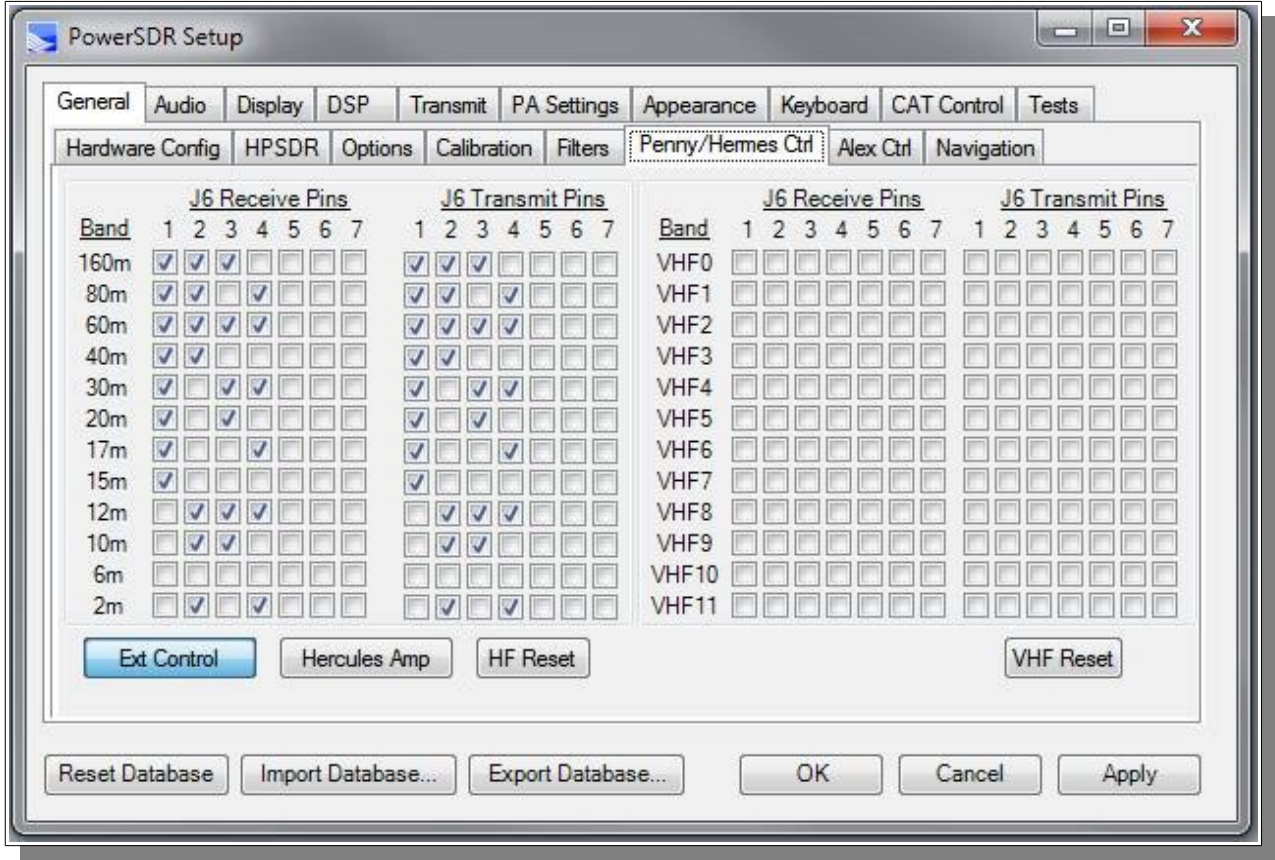 PowerSDR Setup
General Audio Display DSP Transmit PA Settings Appearance Keyboard CAT Control Tests
Hardware Config HPSDR Options Calibration Filters Penny/Hermes Ctrl Alex Ctrl Navigation
J6 Receive Pins J6 Transmit Pins J6 Receive Pins J6 Transmit Pins
Band 1 2 3 4 5 6 7 1 2 3 4 5 6 7 Band 1 2 3 4 5 6 7 1 2 3 4 5 6 7
160m VHF0
80m VHF1
60m VHF2
40m VHF3
30m VHF4
20m VHF5
17m VHF6
15m VHF7
12m VHF8
10m VHF9
6m VHF10
2m VHF11
Ext Control Hercules Amp HF Reset VHF Reset
Reset Database Import Database... Export Database... OK Cancel Apply